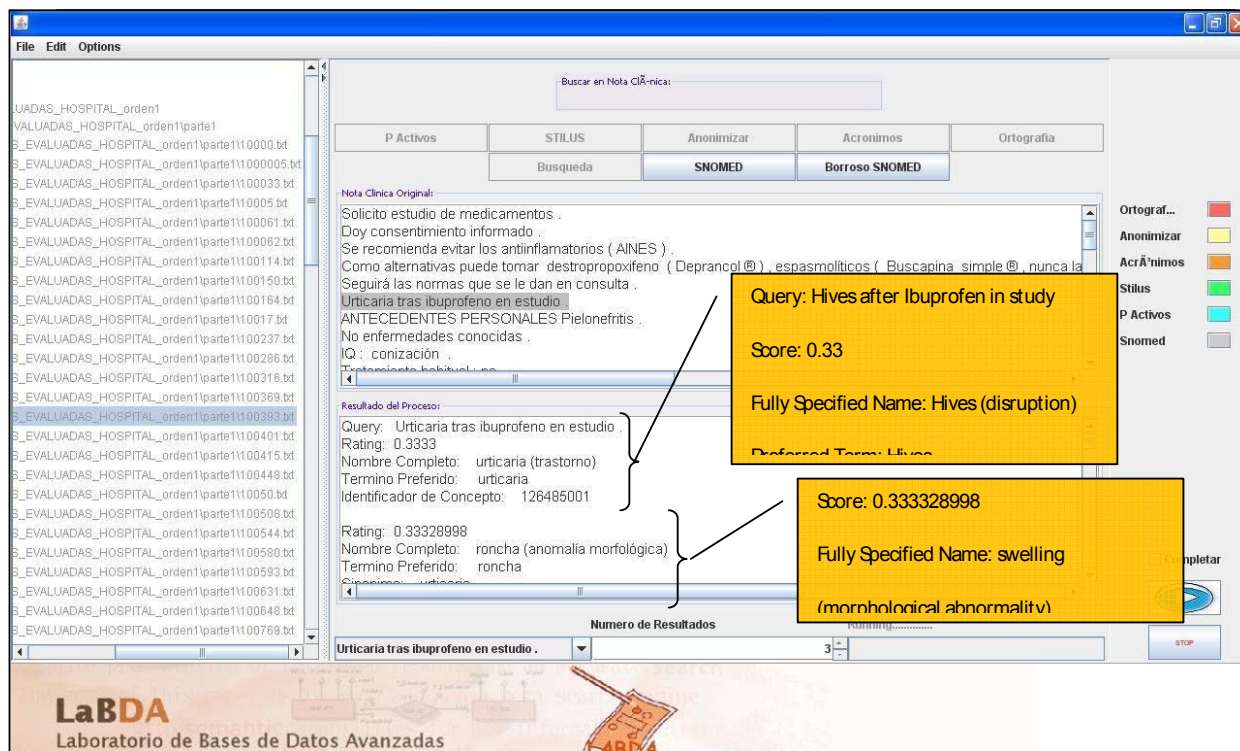 File Edit Options
UADAS_HOSPITAL_orden1
VALUADAS_HOSPITAL_orden1\parte1
S_EVALUADAS_HOSPITAL_orden1\parte1\10000.txt
S_EVALUADAS_HOSPITAL_orden1\parte1\1000005.txt
S_EVALUADAS_HOSPITAL_orden1\parte1\100033.txt
S_EVALUADAS_HOSPITAL_orden1\parte1\10005.txt
S_EVALUADAS_HOSPITAL_orden1\parte1\100061.txt
S_EVALUADAS_HOSPITAL_orden1\parte1\100062.txt
S_EVALUADAS_HOSPITAL_orden1\parte1\100114.txt
S_EVALUADAS_HOSPITAL_orden1\parte1\100150.txt
S_EVALUADAS_HOSPITAL_orden1\parte1\100164.txt
S_EVALUADAS_HOSPITAL_orden1\parte1\10017.txt
S_EVALUADAS_HOSPITAL_orden1\parte1\100237.txt
S_EVALUADAS_HOSPITAL_orden1\parte1\100286.txt
S_EVALUADAS_HOSPITAL_orden1\parte1\100316.txt
S_EVALUADAS_HOSPITAL_orden1\parte1\100369.txt
S_EVALUADAS_HOSPITAL_orden1\parte1\100393.txt
S_EVALUADAS_HOSPITAL_orden1\parte1\100401.txt
S_EVALUADAS_HOSPITAL_orden1\parte1\100415.txt
S_EVALUADAS_HOSPITAL_orden1\parte1\100448.txt
S_EVALUADAS_HOSPITAL_orden1\parte1\10050.txt
S_EVALUADAS_HOSPITAL_orden1\parte1\100508.txt
S_EVALUADAS_HOSPITAL_orden1\parte1\100544.txt
S_EVALUADAS_HOSPITAL_orden1\parte1\100580.txt
S_EVALUADAS_HOSPITAL_orden1\parte1\100593.txt
S_EVALUADAS_HOSPITAL_orden1\parte1\100631.txt
S_EVALUADAS_HOSPITAL_orden1\parte1\100648.txt
S_EVALUADAS_HOSPITAL_orden1\parte1\100769.txt
Buscar en Nota ClÃ­nica:
P Activos STILUS Anonimizar Acronimos Ortografia
Busqueda SNOMED Borroso SNOMED
Nota Clinica Original:
Solicito estudio de medicamentos .
Doy consentimiento informado .
Se recomienda evitar los antiinflamatorios ( AINES ) .
Como alternativas puede tomar destropropoxifeno ( Deprancol ® ) , espasmolíticos ( Buscapina simple ® , nunca la
Seguirá las normas que se le dan en consulta .
Urticaria tras ibuprofeno en estudio .
ANTECEDENTES PERSONALES Pielonefritis .
No enfermedades conocidas .
IQ : conización .
Tratamiento habitual : no
Resultado del Proceso:
Query: Urticaria tras ibuprofeno en estudio .
Rating: 0.3333
Nombre Completo: urticaria (trastorno)
Termino Preferido: urticaria
Identificador de Concepto: 126485001
Rating: 0.33328998
Nombre Completo: roncha (anomalía morfológica)
Termino Preferido: roncha
Sinonimo: urticaria
Query: Hives after Ibuprofen in study
Score: 0.33
Fully Specified Name: Hives (disruption)
Preferred Term: Hives
Score: 0.333328998
Fully Specified Name: swelling
(morphological abnormality)
Ortograf...
Anonimizar
AcrÃ³nimos
Stilus
P Activos
Snomed
Completar
Numero de Resultados
Running.............
Urticaria tras ibuprofeno en estudio .
3
STOP
LaBDA
Laboratorio de Bases de Datos Avanzadas
LABDA